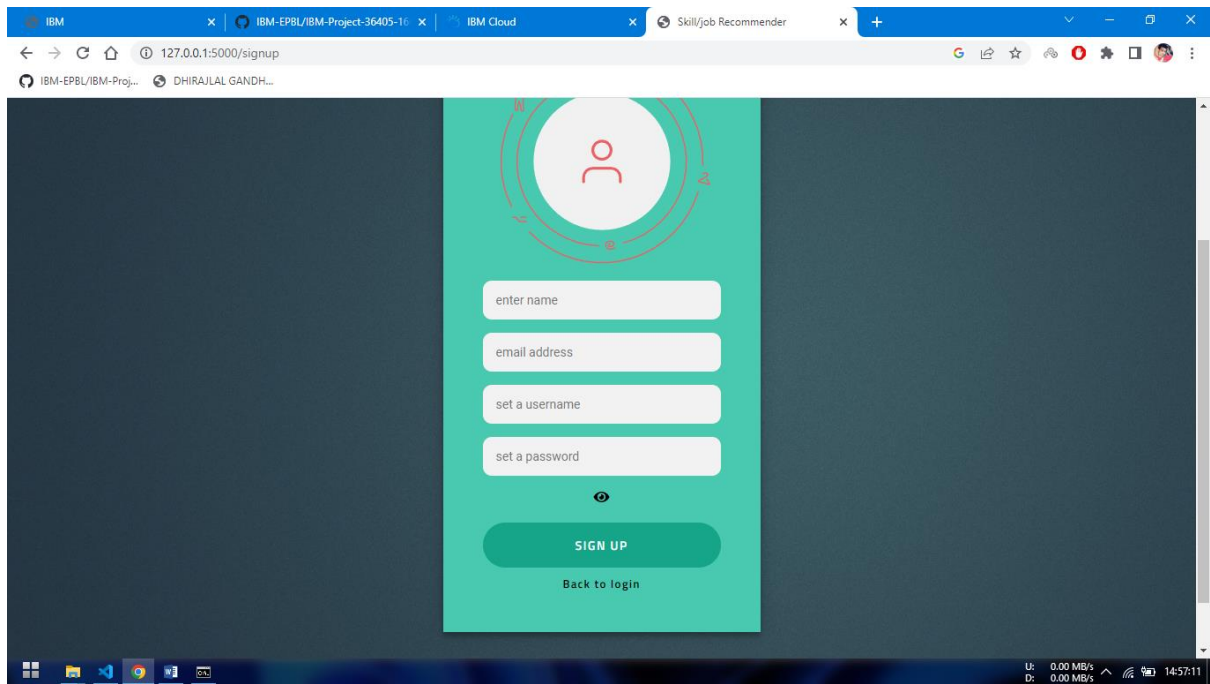 IBM
IBM-EPBL/IBM-Project-36405-16
IBM Cloud
Skill/job Recommender
127.0.0.1:5000/signup
IBM-EPBL/IBM-Proj...
DHIRAJLAL GANDH...
enter name
email address
set a username
set a password
SIGN UP
Back to login
U: 0.00 MB/s
D: 0.00 MB/s
14:57:11